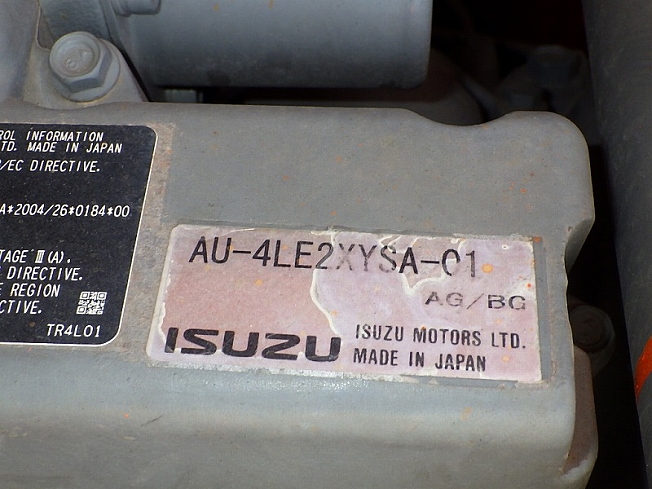 ROL INFORMATION
TD. MADE IN JAPAN
/EC DIRECTIVE.
A*2004/26*0184*00
TAGE Ⅲ(A).
DIRECTIVE.
E REGION
CTIVE.
TR4L01
AU-4LE2XYSA-01
AG/BG
ISUZU
ISUZU MOTORS LTD.
MADE IN JAPAN